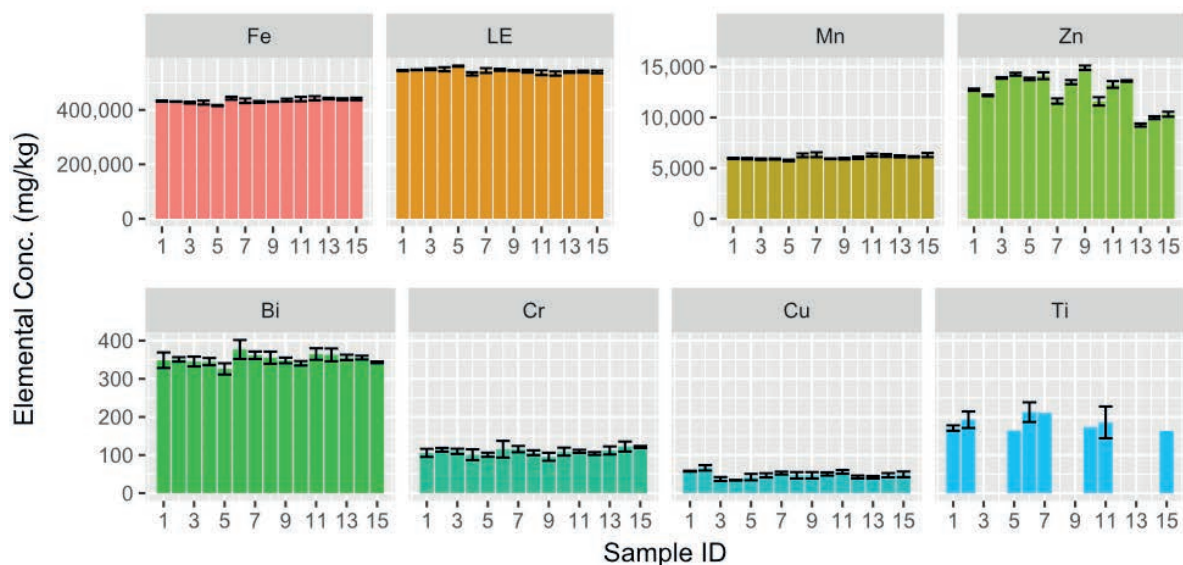 Fe LE Mn Zn
400,000
200,000
0
15,000
10,000
5,000
0
1 3 5 7 9 11 13 15 1 3 5 7 9 11 13 15 1 3 5 7 9 11 13 15 1 3 5 7 9 11 13 15
Elemental Conc. (mg/kg)
Bi Cr Cu Ti
400
300
200
100
0
1 3 5 7 9 11 13 15 1 3 5 7 9 11 13 15 1 3 5 7 9 11 13 15 1 3 5 7 9 11 13 15
Sample ID